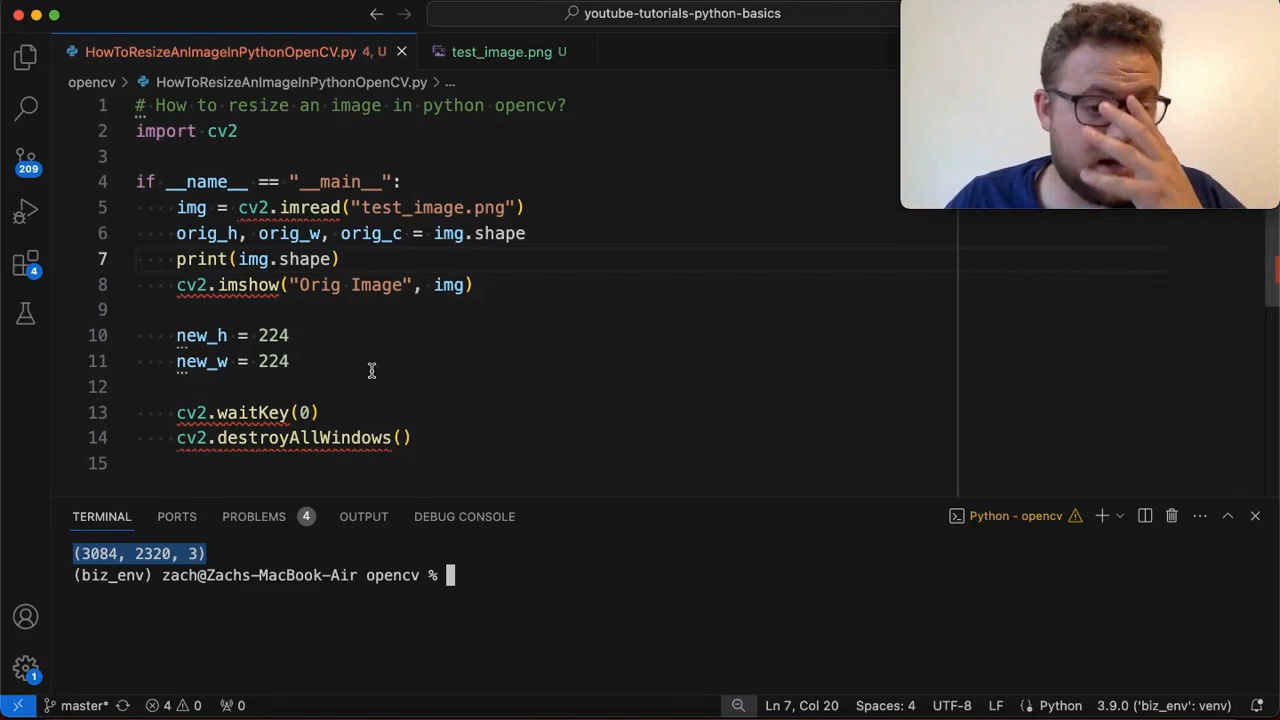 youtube-tutorials-python-basics
HowToResizeAnImageInPythonOpenCV.py 4, U
test_image.png U
opencv > HowToResizeAnImageInPythonOpenCV.py > ...
1 # How to resize an image in python opencv?
2 import cv2
3
4 if __name__ == "__main__":
5 img = cv2.imread("test_image.png")
6 orig_h, orig_w, orig_c = img.shape
7 print(img.shape)
8 cv2.imshow("Orig Image", img)
9
10 new_h = 224
11 new_w = 224
12
13 cv2.waitKey(0)
14 cv2.destroyAllWindows()
15
209
4
1
TERMINAL PORTS PROBLEMS 4 OUTPUT DEBUG CONSOLE Python - opencv
(3084, 2320, 3)
(biz_env) zach@Zachs-MacBook-Air opencv %
master* 4 0 0 Ln 7, Col 20 Spaces: 4 UTF-8 LF Python 3.9.0 ('biz_env': venv)